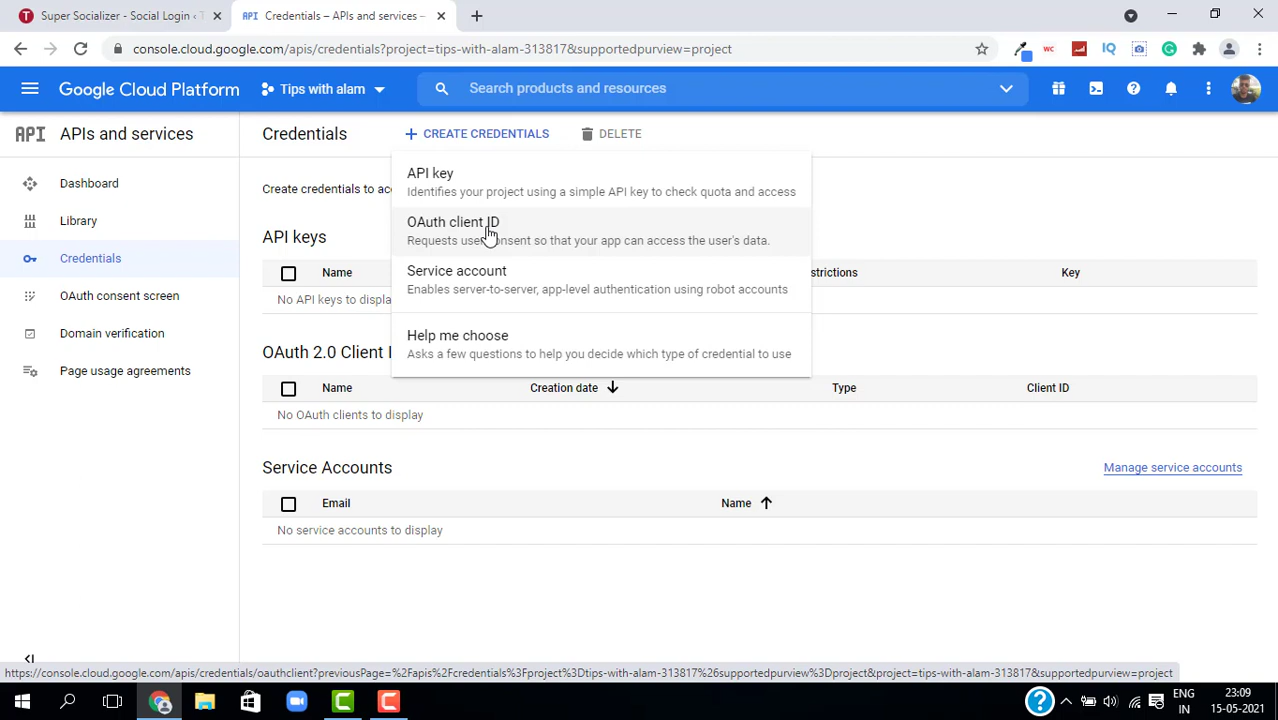 Super Socializer - Social Login ‹ T
Credentials – APIs and services –
console.cloud.google.com/apis/credentials?project=tips-with-alam-313817&supportedpurview=project
WC
IQ
Google Cloud Platform
Tips with alam
Search products and resources
API
APIs and services
Credentials
+ CREATE CREDENTIALS
DELETE
Dashboard
Library
Credentials
OAuth consent screen
Domain verification
Page usage agreements
Create credentials to acc
API key
Identifies your project using a simple API key to check quota and access
OAuth client ID
Requests user consent so that your app can access the user's data.
Service account
Enables server-to-server, app-level authentication using robot accounts
Help me choose
Asks a few questions to help you decide which type of credential to use
API keys
Name
strictions
Key
No API keys to displa
OAuth 2.0 Client I
Name
Creation date
Type
Client ID
No OAuth clients to display
Service Accounts
Manage service accounts
Email
Name
No service accounts to display
https://console.cloud.google.com/apis/credentials/oauthclient?previousPage=%2Fapis%2Fcredentials%3Fproject%3Dtips-with-alam-313817%26supportedpurview%3Dproject&project=tips-with-alam-313817&supportedpurview=project
ENG
IN
23:09
15-05-2021